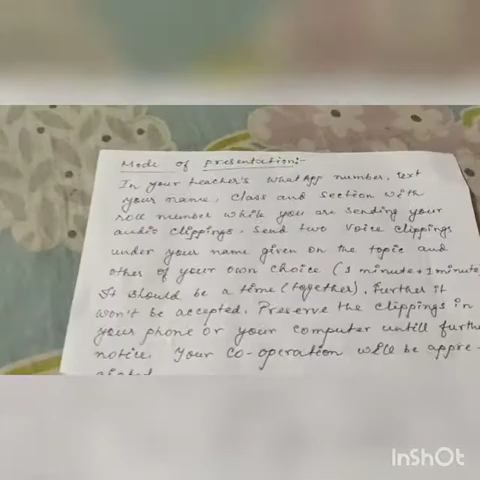 Mode of presentation:-
In your teacher's WhatApp number, text
your name, class and section with
roll number while you are sending your
audio clippings. Send two voice clippings
under your name given on the topic and
other of your own choice (1 minute+1 minute)
It should be a time (together). Further it
won't be accepted. Preserve the clippings in
your phone or your computer untill furth
notice. Your co-operation will be appre-
ciated
InShOt